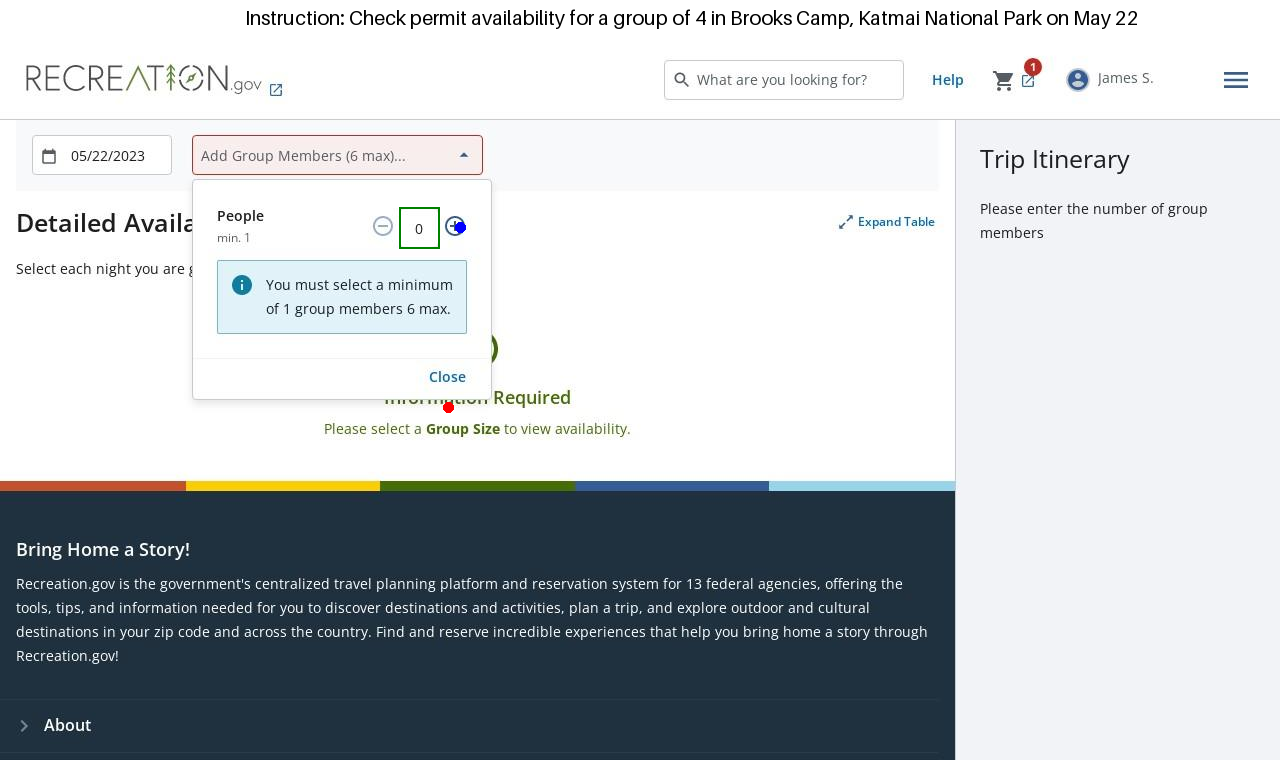 Instruction: Check permit availability for a group of 4 in Brooks Camp, Katmai National Park on May 22
RECREATION.gov
What are you looking for?
Help
1
James S.
05/22/2023
Add Group Members (6 max)...
People
min. 1
0
You must select a minimum
of 1 group members 6 max.
Close
Detailed Availa
Expand Table
Select each night you are g
Information Required
Please select a Group Size to view availability.
Trip Itinerary
Please enter the number of group
members
Bring Home a Story!
Recreation.gov is the government's centralized travel planning platform and reservation system for 13 federal agencies, offering the
tools, tips, and information needed for you to discover destinations and activities, plan a trip, and explore outdoor and cultural
destinations in your zip code and across the country. Find and reserve incredible experiences that help you bring home a story through
Recreation.gov!
About